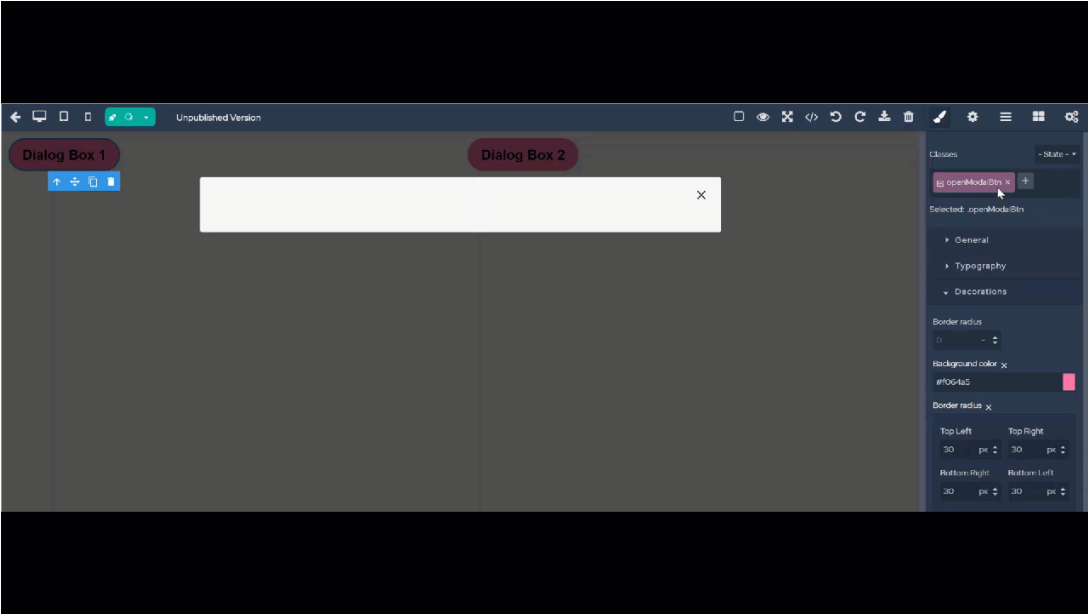 Unpublished Version
Dialog Box 1
Dialog Box 2
Classes
- State -
openModalBtn
Selected: .openModalBtn
General
Typography
Decorations
Border radius
0 -
Background color
#f064a5
Border radius
Top Left Top Right
30 px 30 px
Bottom Right Bottom Left
30 px 30 px